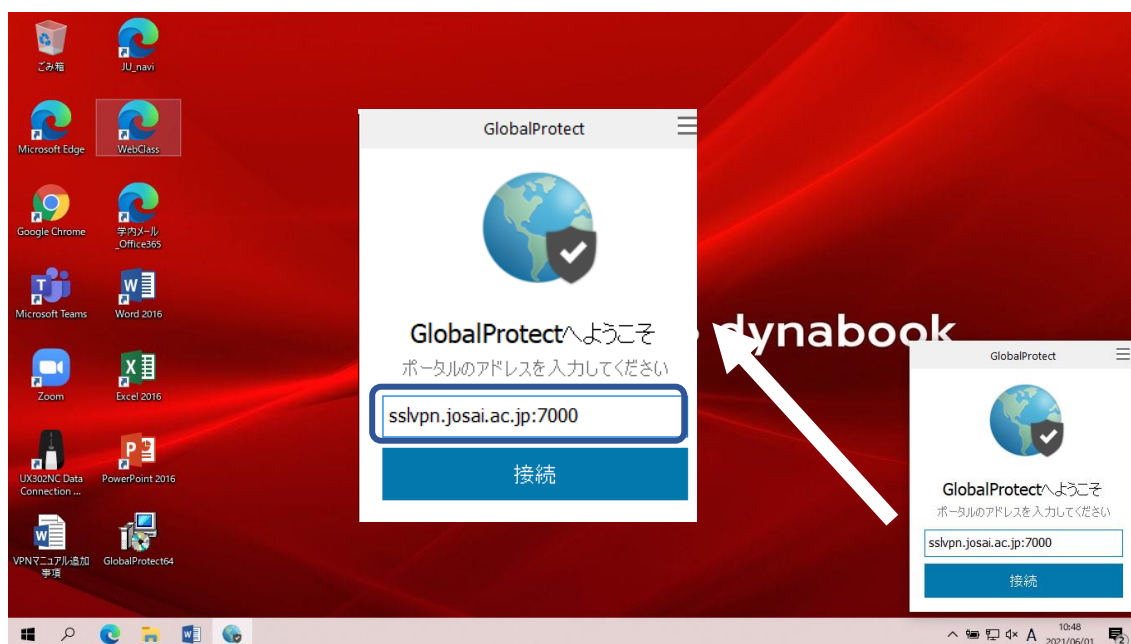 ごみ箱
JU_navi
Microsoft Edge
WebClass
Google Chrome
学内メール
_Office365
Microsoft Teams
Word 2016
Zoom
Excel 2016
UX302NC Data
Connection ...
PowerPoint 2016
VPNマニュアル追加
事項
GlobalProtect64
GlobalProtect
GlobalProtectへようこそ
ポータルのアドレスを入力してください
sslvpn.josai.ac.jp:7000
接続
dynabook
GlobalProtect
GlobalProtectへようこそ
ポータルのアドレスを入力してください
sslvpn.josai.ac.jp:7000
接続
A
10:48
2021/06/01
2